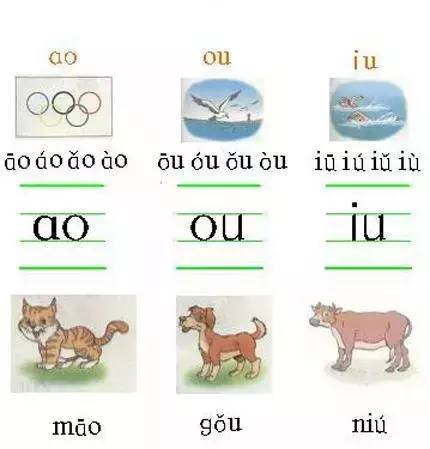 ao ou iu
āo áo ǎo ào ōu óu ǒu òu iū iú iǔ iù
ao ou iu
māo gǒu niú